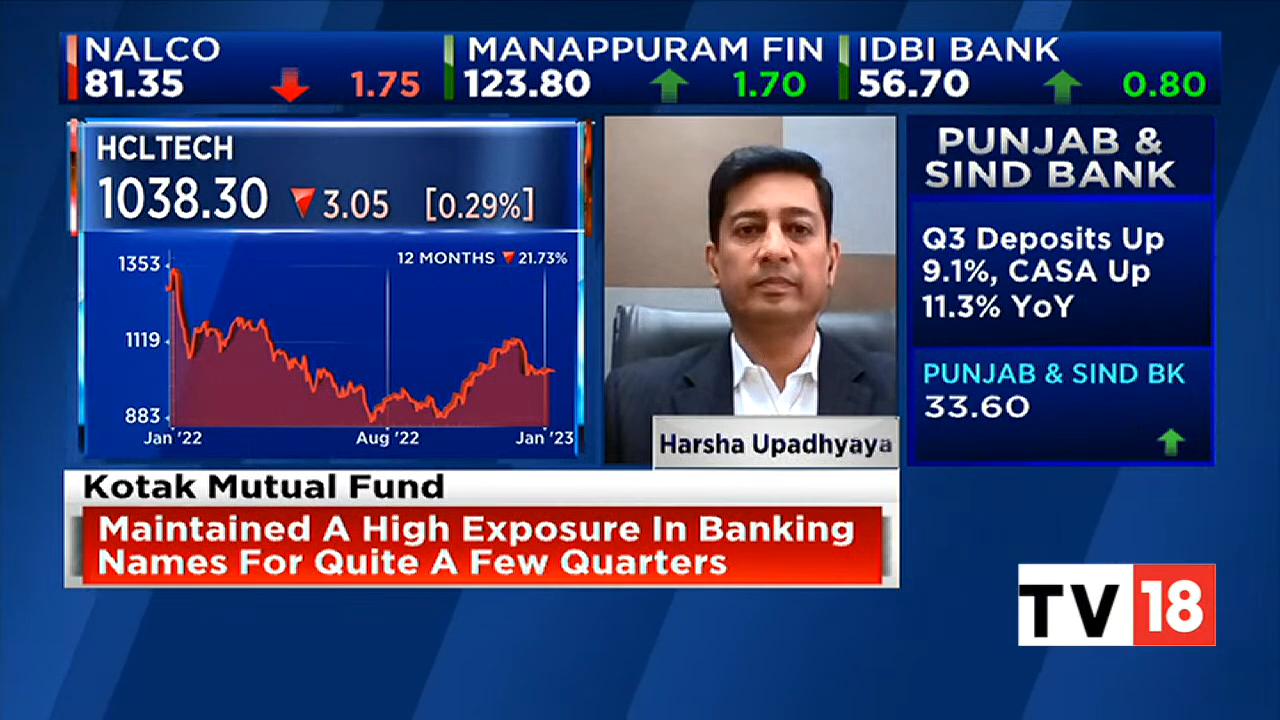 NALCO
81.35 1.75
MANAPPURAM FIN
123.80 1.70
IDBI BANK
56.70 0.80
HCLTECH
1038.30 3.05 [0.29%]
12 MONTHS 21.73%
1353
1119
883
Jan '22 Aug '22 Jan '23
Harsha Upadhyaya
PUNJAB &
SIND BANK
Q3 Deposits Up
9.1%, CASA Up
11.3% YoY
PUNJAB & SIND BK
33.60
Kotak Mutual Fund
Maintained A High Exposure In Banking
Names For Quite A Few Quarters
TV18